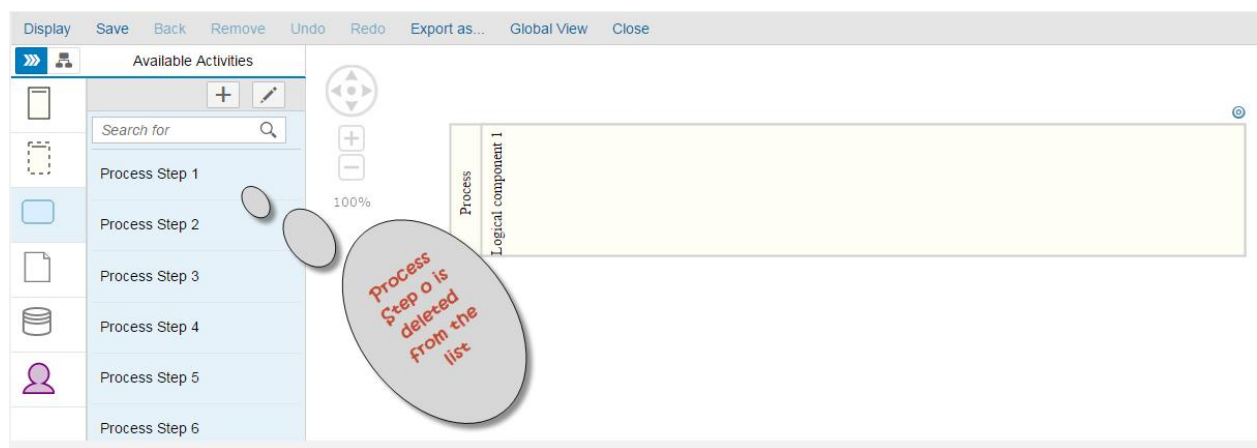 Display Save Back Remove Undo Redo Export as... Global View Close
Available Activities
Search for
Process Step 1
Process Step 2
Process Step 3
Process Step 4
Process Step 5
Process Step 6
100%
Process
Logical component 1
Process
Step 0 is
deleted
from the
list